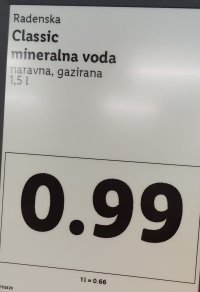 Radenska
Classic
mineralna voda
naravna, gazirana
1,5 l
0.99
1 l = 0.66